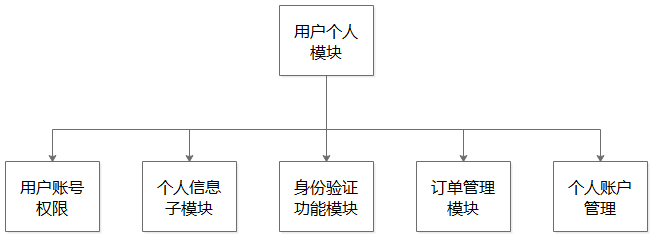 用户个人
模块
用户账号
权限
个人信息
子模块
身份验证
功能模块
订单管理
模块
个人账户
管理